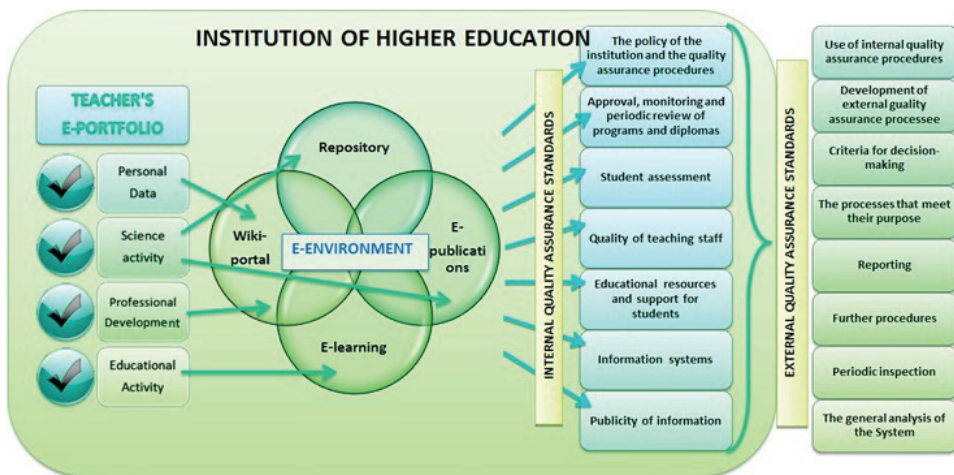 INSTITUTION OF HIGHER EDUCATION
TEACHER'S
E-PORTFOLIO
Personal
Data
Science
activity
Professional
Development
Educational
Activity
Repository
Wiki-
portal
E-ENVIRONMENT
E-
publicati
ons
E-learning
INTERNAL QUALITY ASSURANCE STANDARDS
The policy of the
institution and the quality
assurance procedures
Approval, monitoring and
periodic review of
programs and diplomas
Student assessment
Quality of teaching staff
Educational resources
and support for
students
Information systems
Publicity of information
EXTERNAL QUALITY ASSURANCE STANDARDS
Use of internal quality
assurance procedures
Development of
external guality
assurance processee
Criteria for decision-
making
The processes that meet
their purpose
Reporting
Further procedures
Periodic inspection
The general analysis of
the System